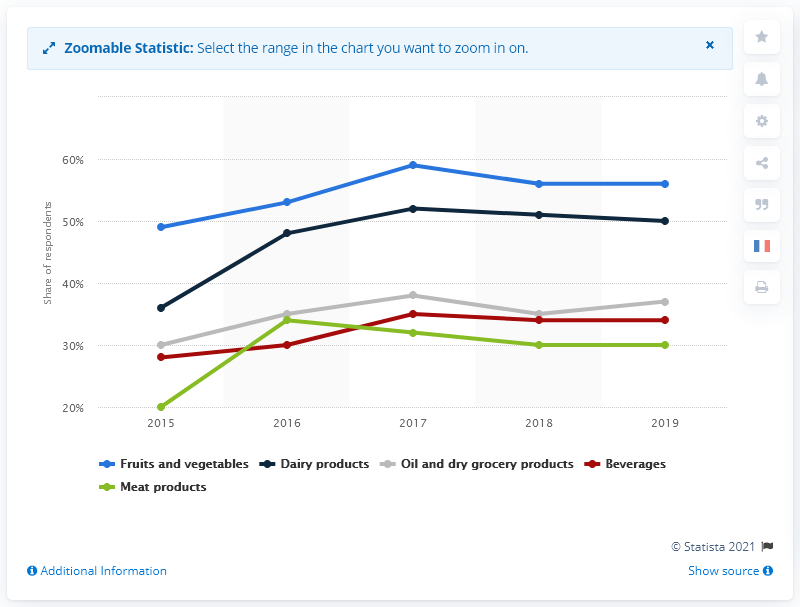 Zoomable Statistic: Select the range in the chart you want to zoom in on.
×
Share of respondents
60%
50%
40%
30%
20%
2015 2016 2017 2018 2019
Fruits and vegetables Dairy products Oil and dry grocery products Beverages
Meat products
© Statista 2021
Additional Information Show source